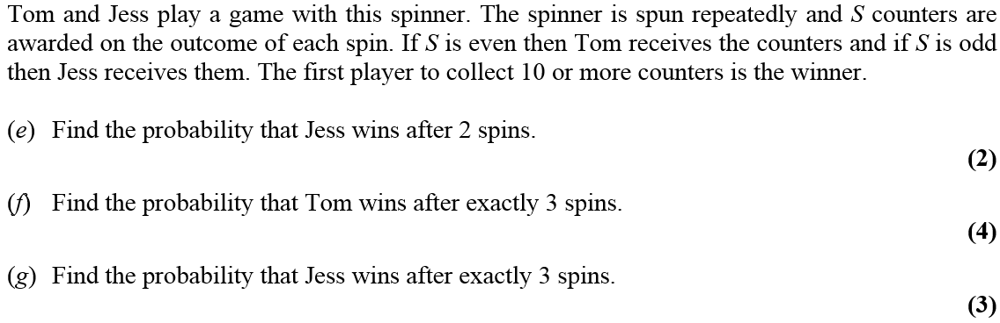 Tom and Jess play a game with this spinner. The spinner is spun repeatedly and S counters are
awarded on the outcome of each spin. If S is even then Tom receives the counters and if S is odd
then Jess receives them. The first player to collect 10 or more counters is the winner.
(e) Find the probability that Jess wins after 2 spins.
(2)
(f) Find the probability that Tom wins after exactly 3 spins.
(4)
(g) Find the probability that Jess wins after exactly 3 spins.
(3)